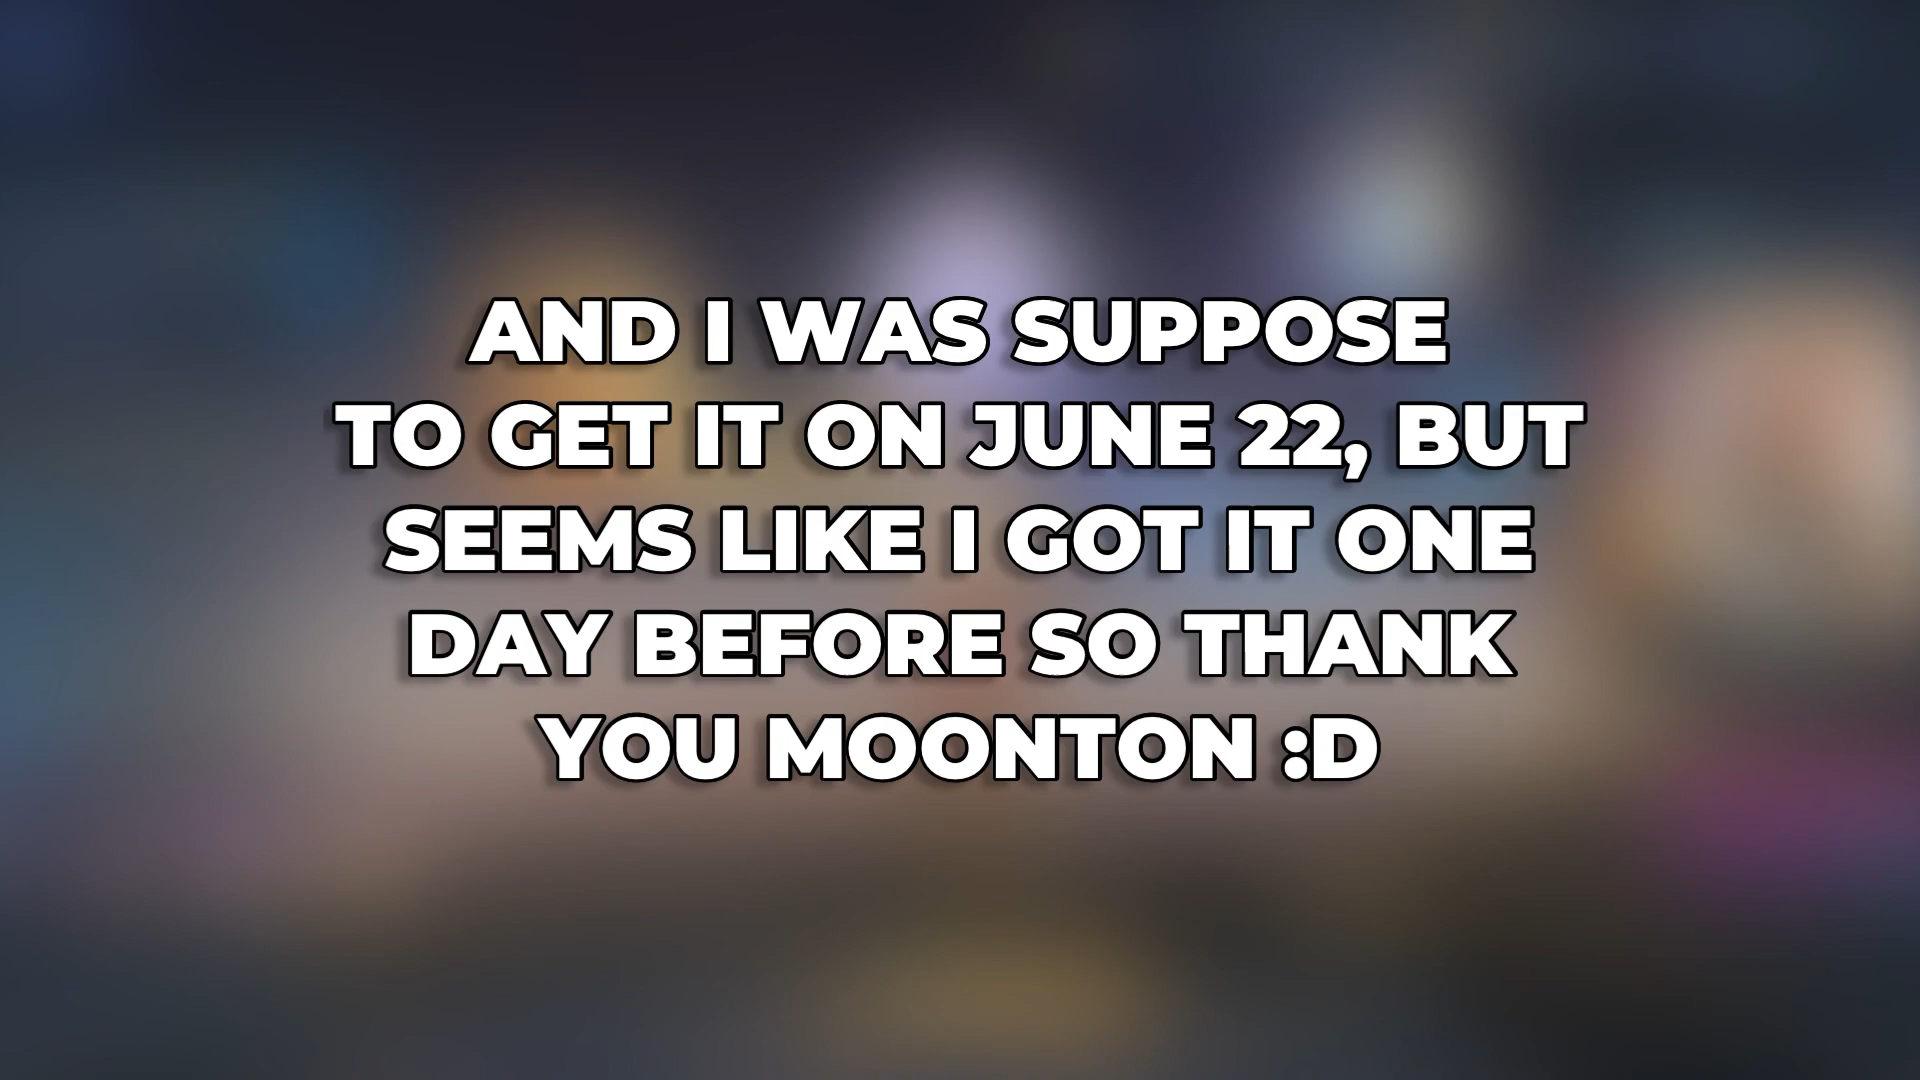 AND I WAS SUPPOSE
TO GET IT ON JUNE 22, BUT
SEEMS LIKE I GOT IT ONE
DAY BEFORE SO THANK
YOU MOONTON :D